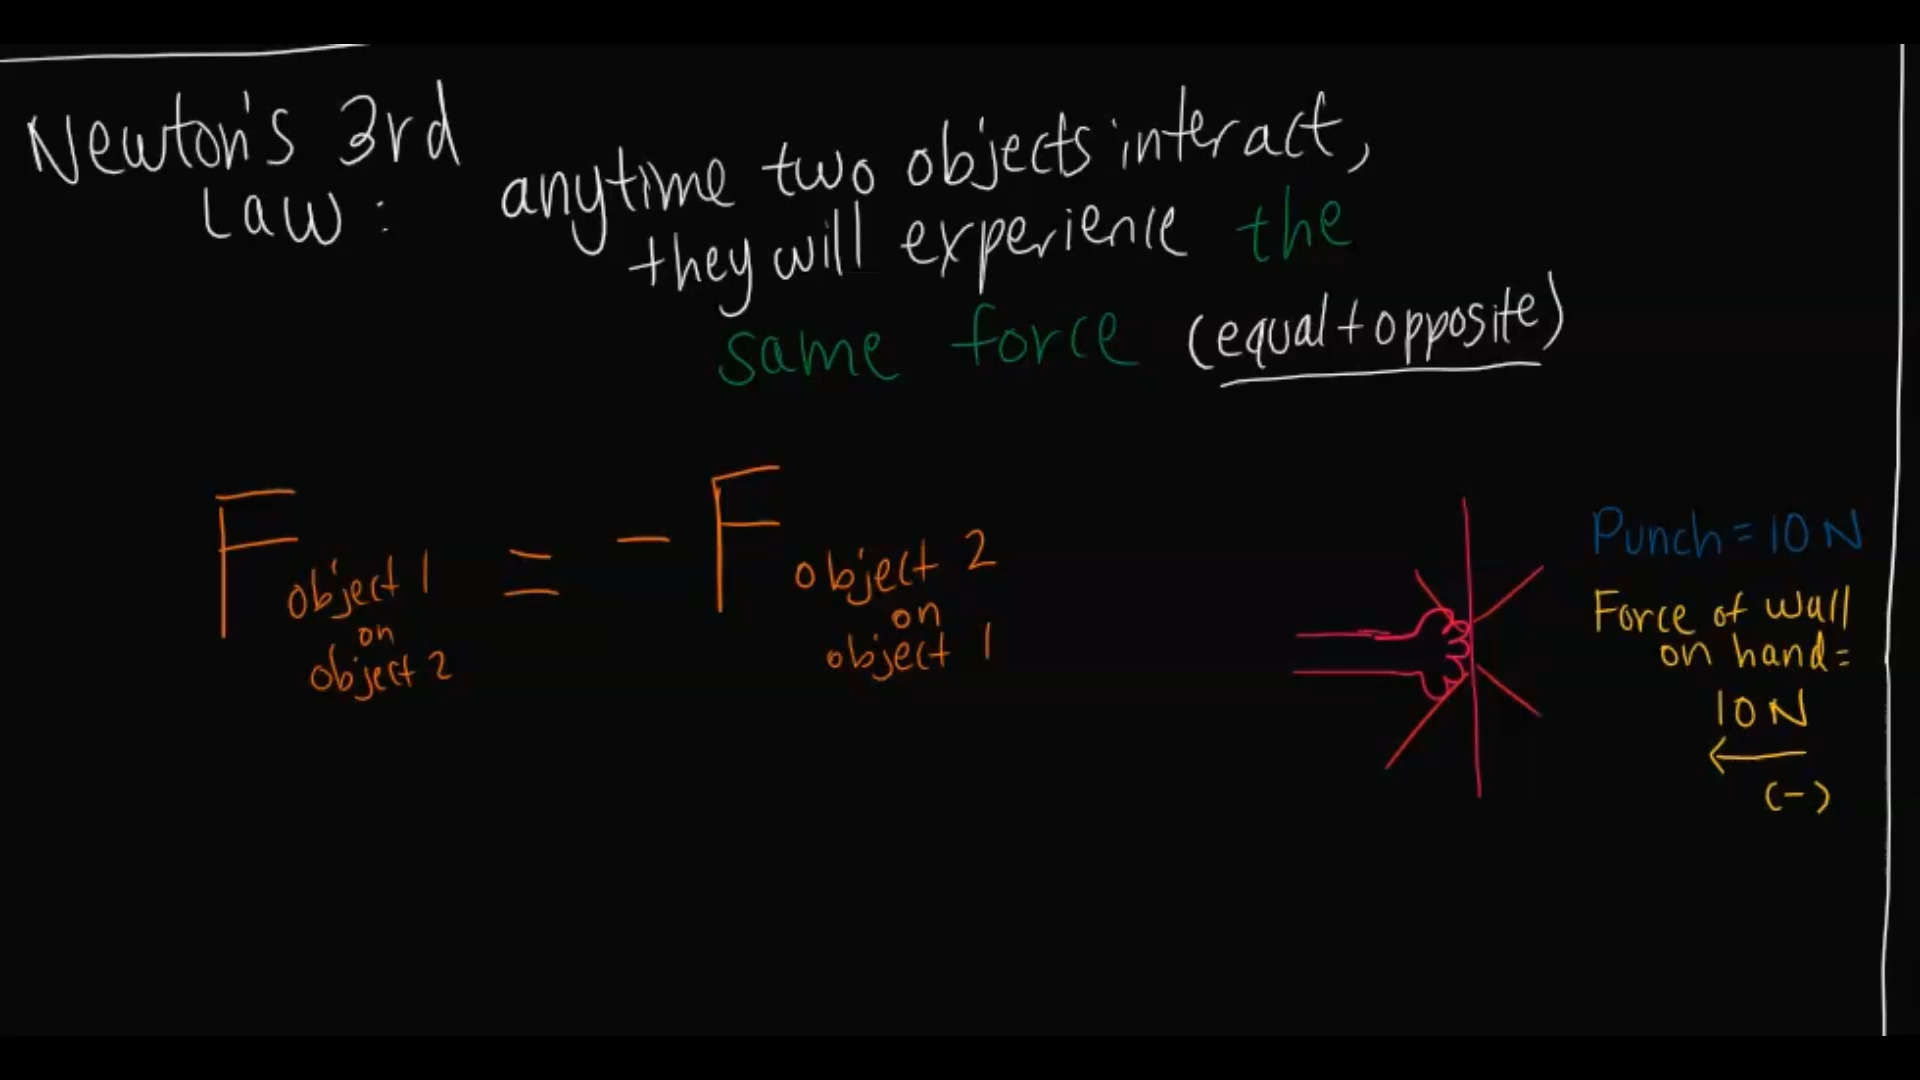 Newton's 3rd
Law:
anytime two objects interact,
they will experience the
same force (equal + opposite)
F object 1 on object 2 = - F object 2 on object 1
Punch = 10 N
Force of wall
on hand =
10 N
(-)